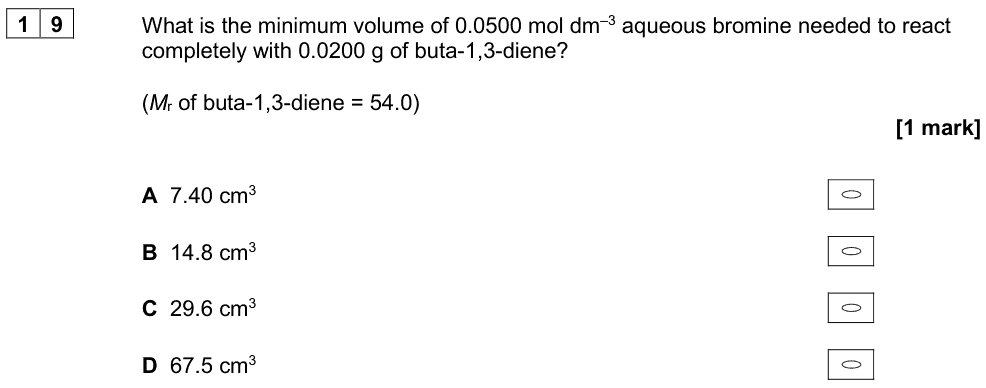 1 9 What is the minimum volume of 0.0500 mol dm⁻³ aqueous bromine needed to react
completely with 0.0200 g of buta-1,3-diene?
(Mᵣ of buta-1,3-diene = 54.0)
[1 mark]
A 7.40 cm³
B 14.8 cm³
C 29.6 cm³
D 67.5 cm³